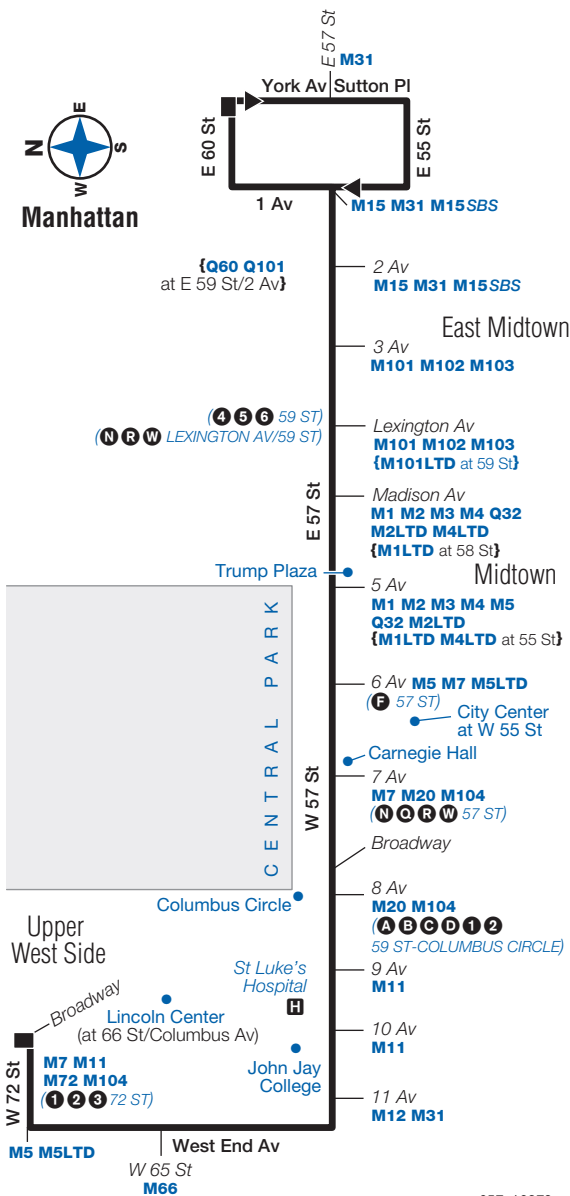 E 57 St
M31
York Av Sutton Pl
E
N
S
W
Manhattan
E 60 St
E 55 St
1 Av
M15 M31 M15SBS
{Q60 Q101
at E 59 St/2 Av}
2 Av
M15 M31 M15SBS
East Midtown
3 Av
M101 M102 M103
(4 5 6 59 ST)
(N R W LEXINGTON AV/59 ST)
Lexington Av
M101 M102 M103
{M101LTD at 59 St}
E 57 St
Madison Av
M1 M2 M3 M4 Q32
M2LTD M4LTD
{M1LTD at 58 St}
Trump Plaza
Midtown
5 Av
M1 M2 M3 M4 M5
Q32 M2LTD
{M1LTD M4LTD at 55 St}
CENTRAL PARK
6 Av M5 M7 M5LTD
(F 57 ST)
City Center
at W 55 St
Carnegie Hall
W 57 St
7 Av
M7 M20 M104
(N Q R W 57 ST)
Broadway
Columbus Circle
8 Av
M20 M104
(A B C D 1 2
59 ST-COLUMBUS CIRCLE)
Upper
West Side
St Luke's
Hospital
H
9 Av
M11
Broadway
Lincoln Center
(at 66 St/Columbus Av)
10 Av
M11
John Jay
College
W 72 St
M7 M11
M72 M104
(1 2 3 72 ST)
11 Av
M12 M31
M5 M5LTD
West End Av
W 65 St
M66